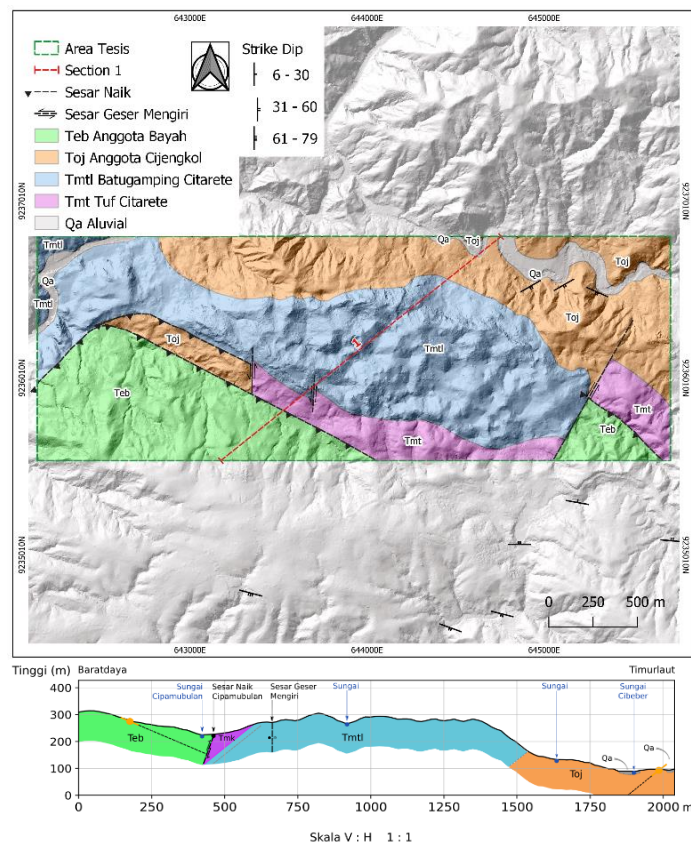 643000E
644000E
645000E
Area Tesis
Section 1
Sesar Naik
Sesar Geser Mengiri
Teb Anggota Bayah
Toj Anggota Cijengkol
Tmtl Batugamping Citarete
Tmt Tuf Citarete
Qa Aluvial
Strike Dip
6 - 30
31 - 60
61 - 79
9237010N
9237010N
Tmtl
Qa
Tmtl
Qa
Toj
Qa
Toj
Toj
1
Tmtl
Toj
9236010N
9236010N
Teb
Tmt
Tmt
Teb
9235010N
9235010N
0 250 500 m
643000E
644000E
645000E
Tinggi (m)
Baratdaya
Timurlaut
Sungai
Cipamubulan
Sesar Naik
Cipamubulan
Sesar Geser
Mengiri
Sungai
Sungai
Sungai
Cibeber
400
300
200
100
0
Teb
Tmk
Tmtl
Toj
Qa
Qa
0 250 500 750 1000 1250 1500 1750 2000 m
Skala V : H 1 : 1